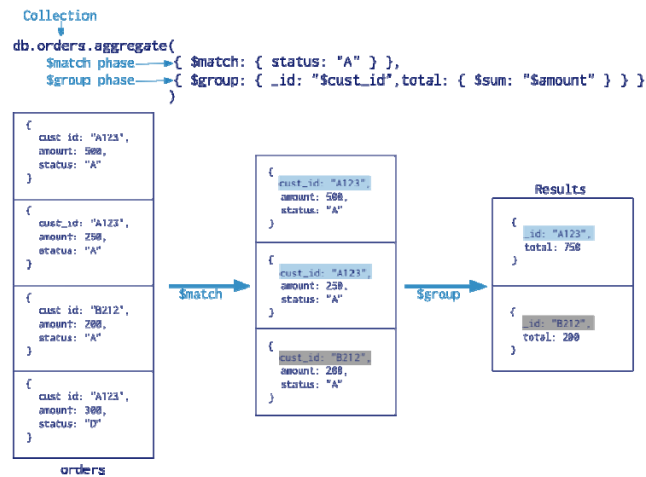 Collection
db.orders.aggregate(
$match phase { $match: { status: "A" } },
$group phase { $group: { _id: "$cust_id",total: { $sum: "$amount" } } }
)
{
cust_id: "A123",
amount: 500,
status: "A"
}
{
cust_id: "A123",
amount: 250,
status: "A"
}
{
cust_id: "B212",
amount: 200,
status: "A"
}
{
cust_id: "A123",
amount: 300,
status: "D"
}
orders
$match
{
cust_id: "A123",
amount: 500,
status: "A"
}
{
cust_id: "A123",
amount: 250,
status: "A"
}
{
cust_id: "B212",
amount: 200,
status: "A"
}
$group
Results
{
_id: "A123",
total: 750
}
{
_id: "B212",
total: 200
}